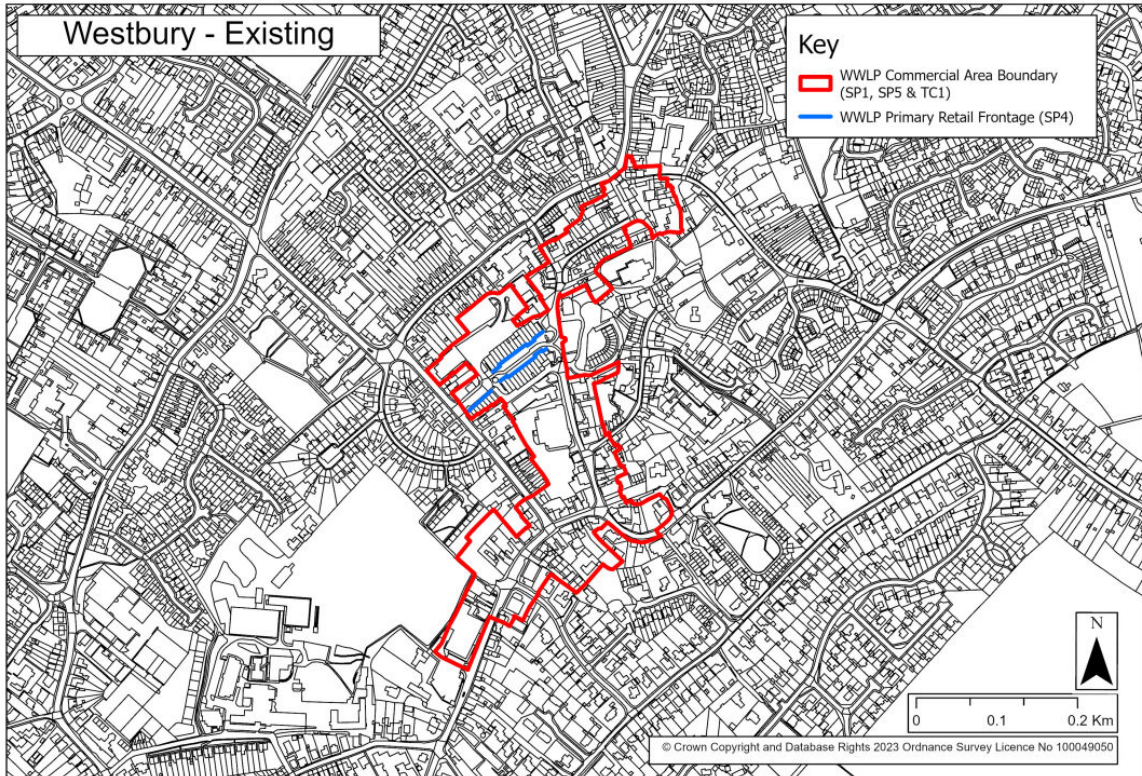 Westbury - Existing
Key
WWLP Commercial Area Boundary
(SP1, SP5 & TC1)
WWLP Primary Retail Frontage (SP4)
N
0 0.1 0.2 Km
© Crown Copyright and Database Rights 2023 Ordnance Survey Licence No 100049050